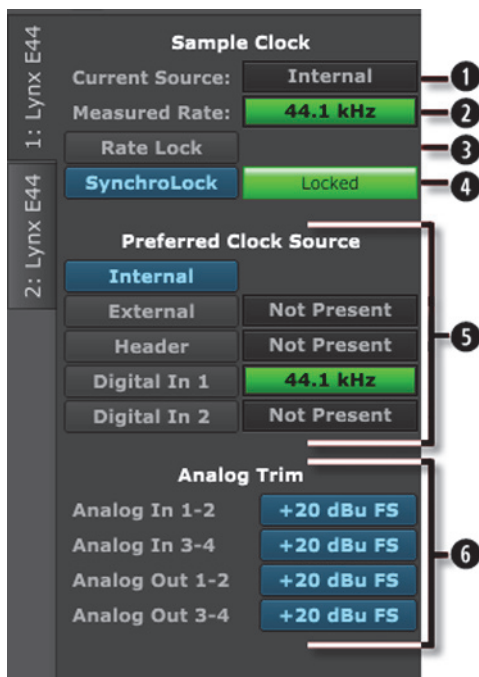 1: Lynx E44
2: Lynx E44
Sample Clock
Current Source: Internal 1
Measured Rate: 44.1 kHz 2
Rate Lock 3
SynchroLock Locked 4
Preferred Clock Source
Internal
External Not Present
Header Not Present 5
Digital In 1 44.1 kHz
Digital In 2 Not Present
Analog Trim
Analog In 1-2 +20 dBu FS
Analog In 3-4 +20 dBu FS 6
Analog Out 1-2 +20 dBu FS
Analog Out 3-4 +20 dBu FS